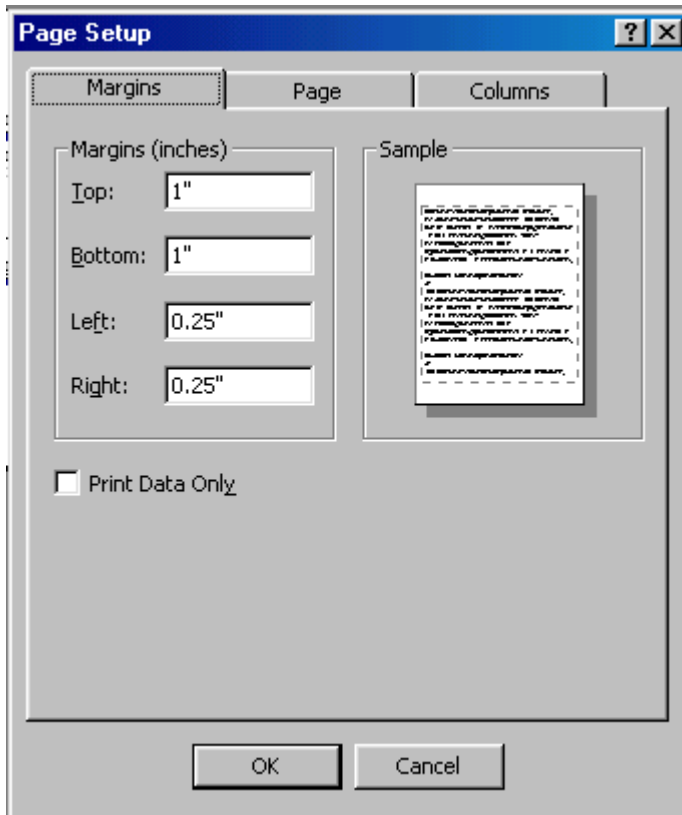 Page Setup
Margins Page Columns
Margins (inches)
Top: 1"
Bottom: 1"
Left: 0.25"
Right: 0.25"
Sample
Print Data Only
OK Cancel